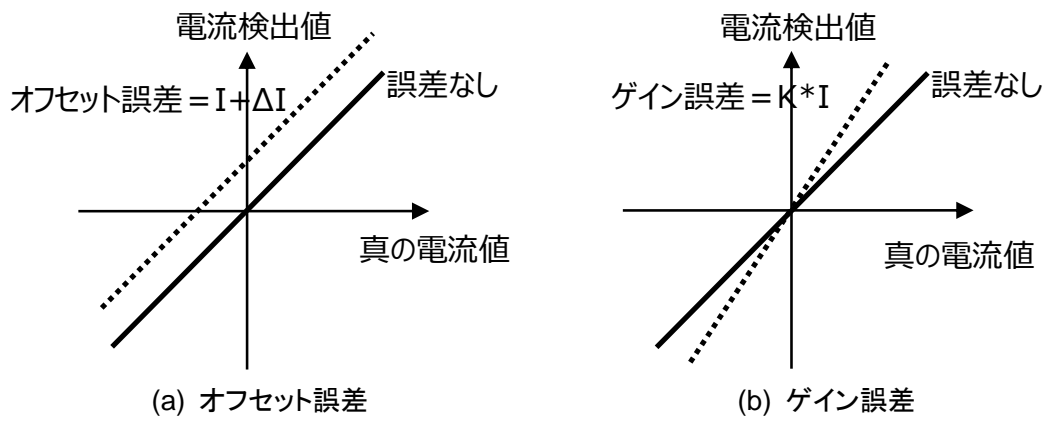 電流検出値
オフセット誤差＝I+ΔI
誤差なし
真の電流値
(a) オフセット誤差
電流検出値
ゲイン誤差＝K*I
誤差なし
真の電流値
(b) ゲイン誤差